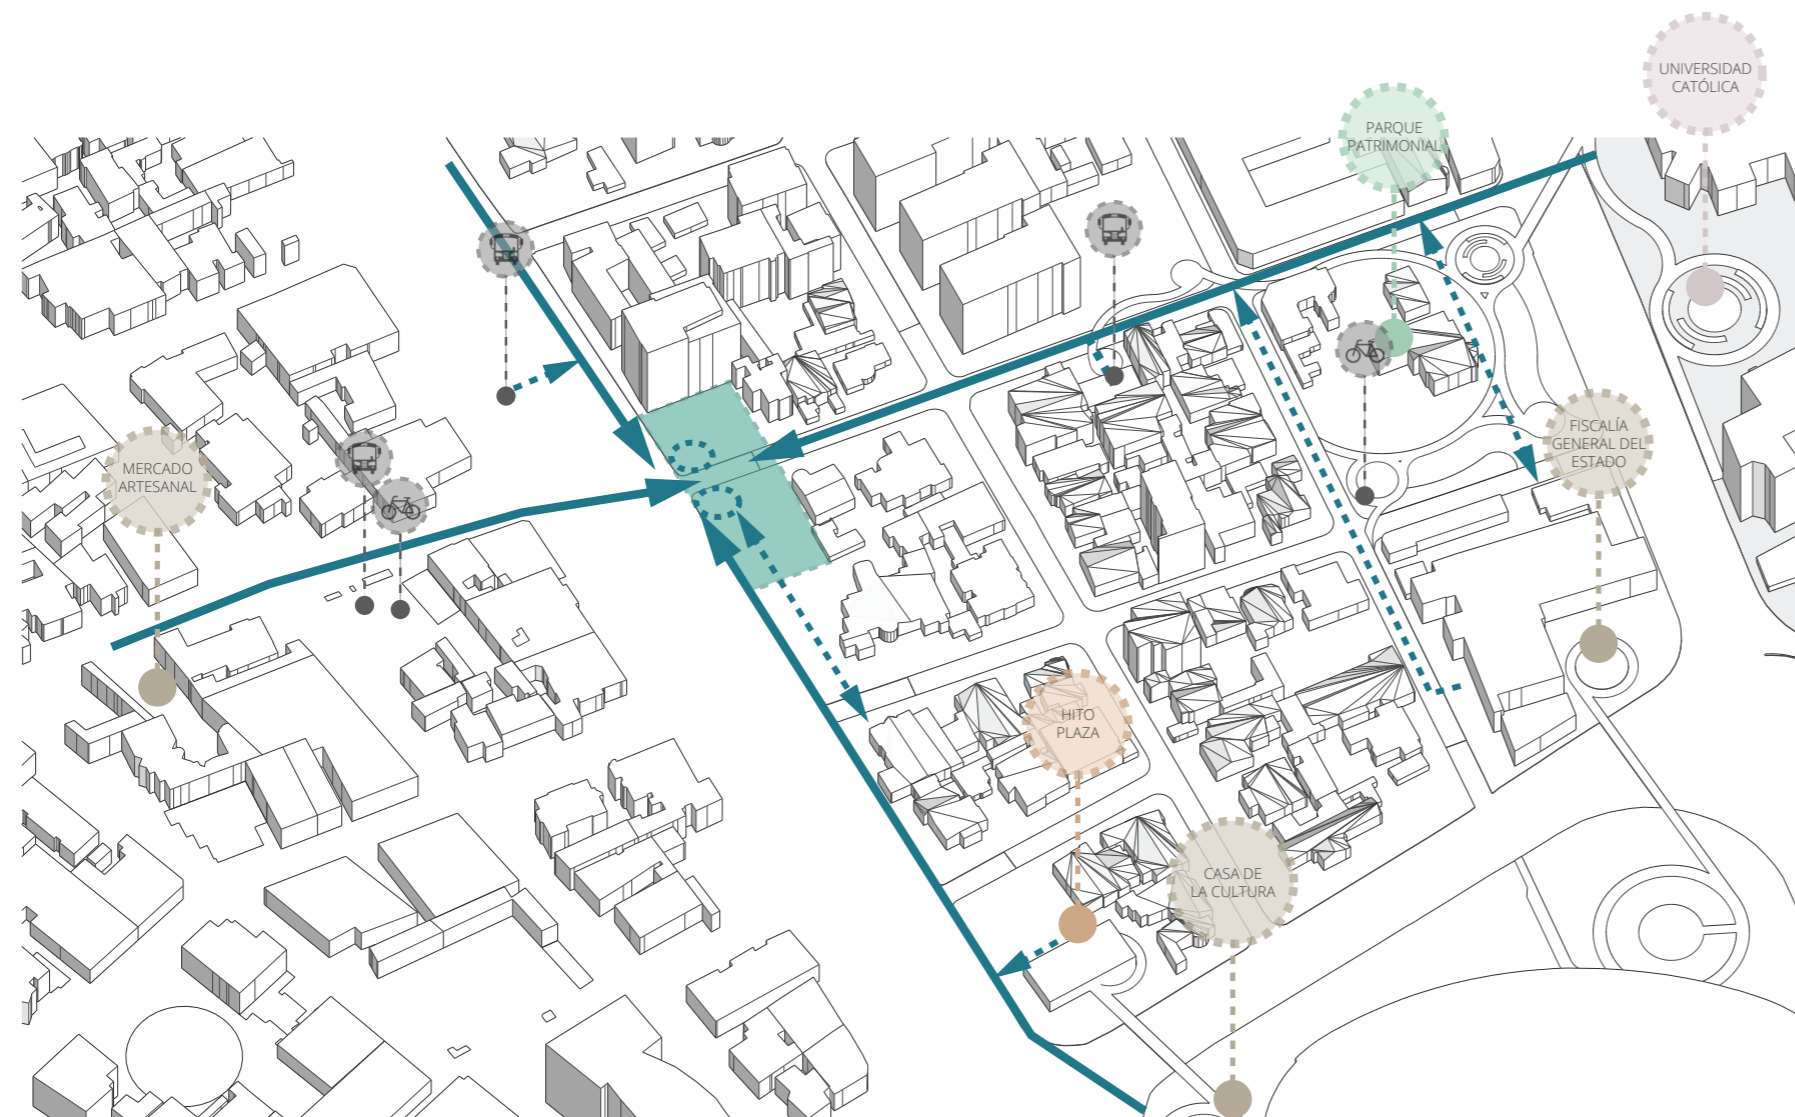 UNIVERSIDAD
CATÓLICA
PARQUE
PATRIMONIAL
FISCALÍA
GENERAL DEL
ESTADO
MERCADO
ARTESANAL
HITO
PLAZA
CASA DE
LA CULTURA